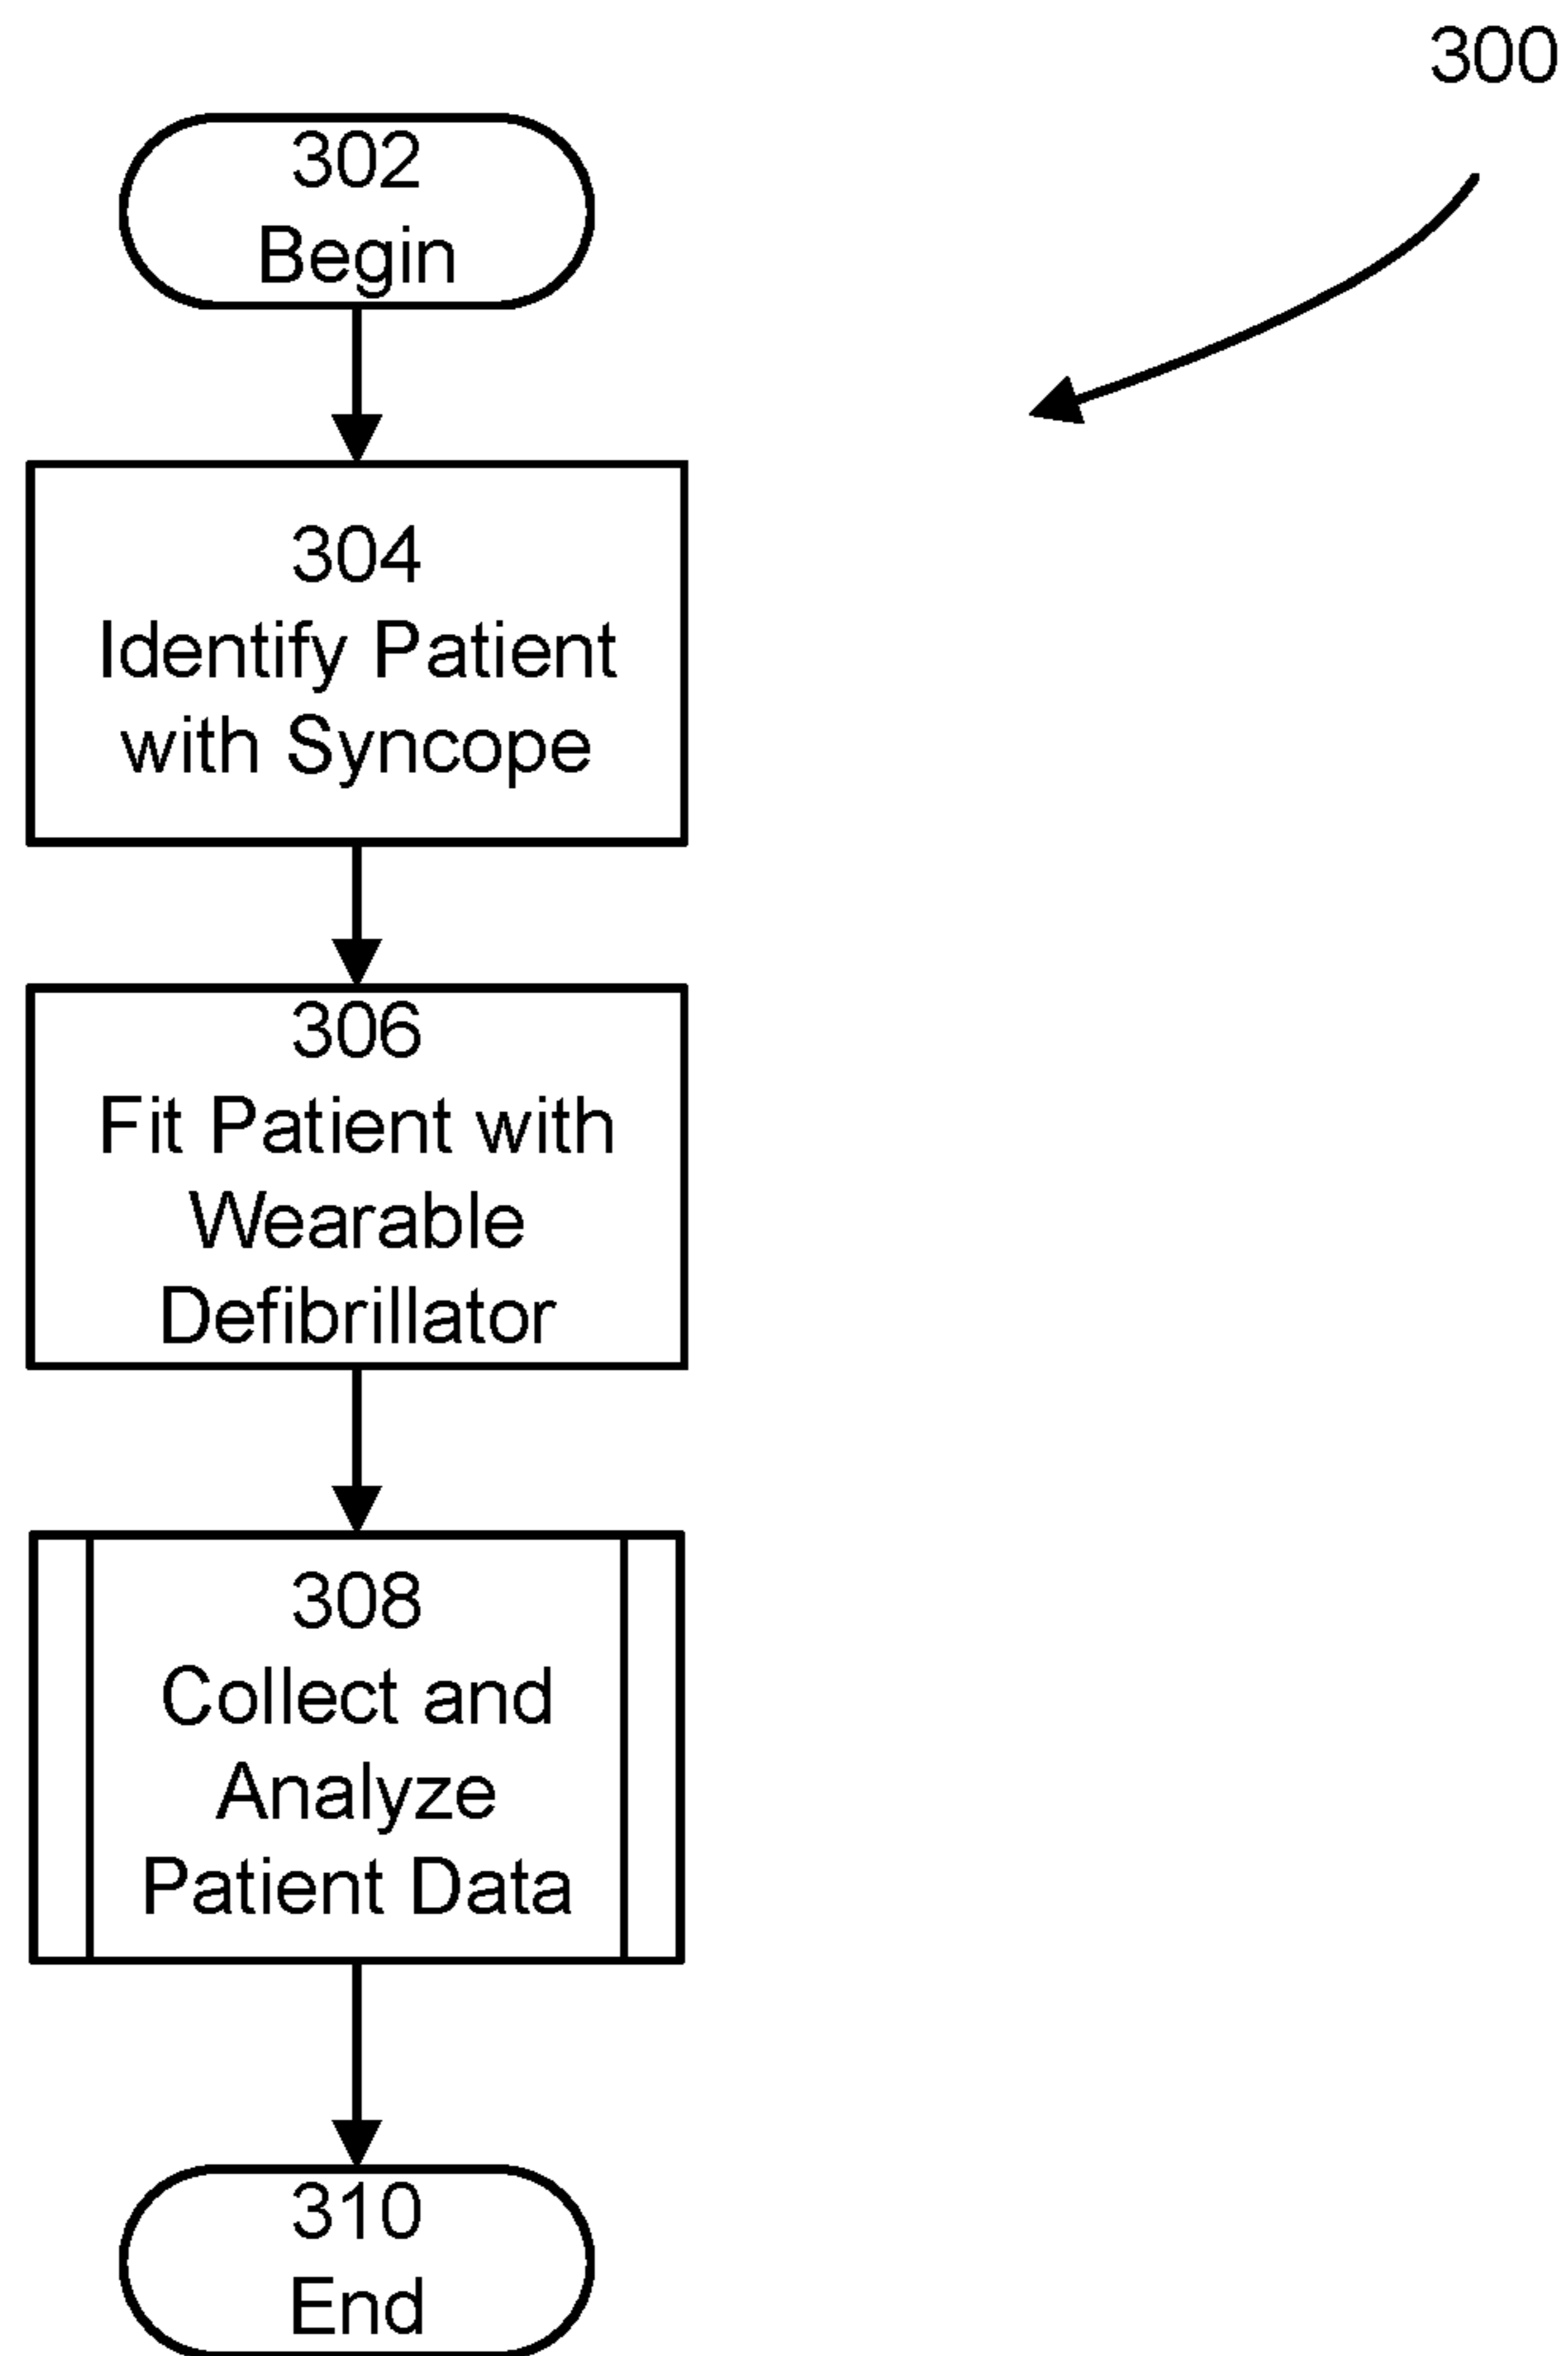 300
302
Begin
304
Identify Patient
with Syncope
306
Fit Patient with
Wearable
Defibrillator
308
Collect and
Analyze
Patient Data
310
End